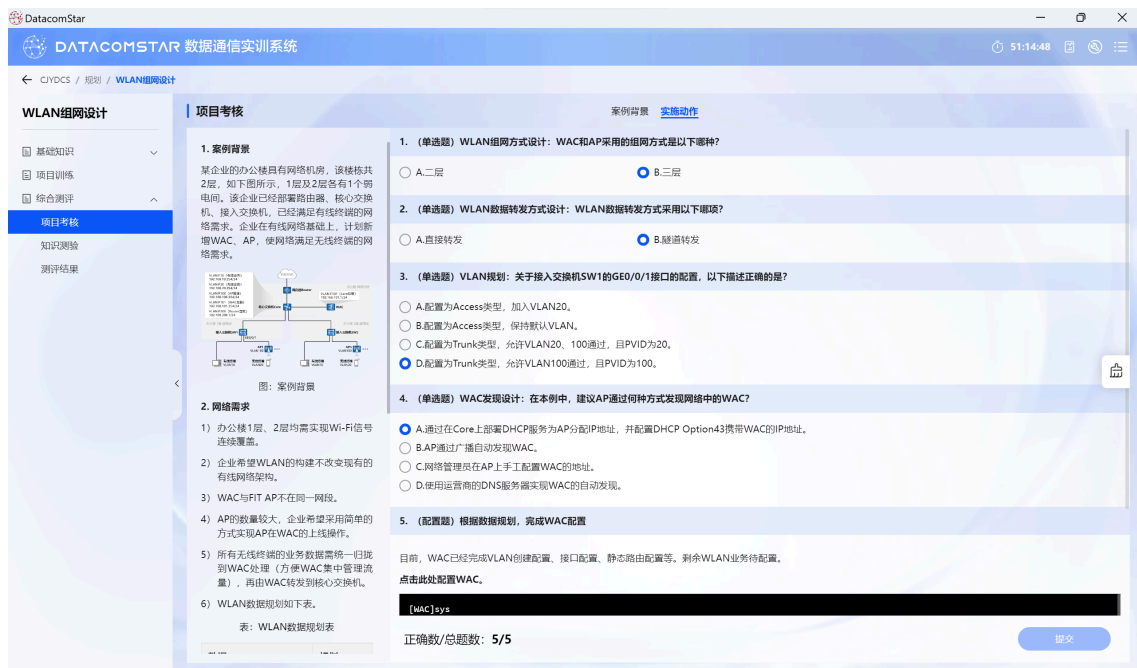 DatacomStar
DATACOMSTAR 数据通信实训系统
51:14:48
CJYDCS / 规划 / WLAN组网设计
WLAN组网设计
基础知识
项目训练
综合测评
项目考核
知识测验
测评结果
项目考核
案例背景 实施动作
1. 案例背景
某企业的办公楼具有网络机房，该楼栋共
2层，如下图所示，1层及2层各有1个弱
电间。该企业已经部署路由器、核心交换
机、接入交换机，已经满足有线终端的网
络需求。企业在有线网络基础上，计划新
增WAC、AP，使网络满足无线终端的网
络需求。
图：案例背景
2. 网络需求
1) 办公楼1层、2层均需实现Wi-Fi信号
连续覆盖。
2) 企业希望WLAN的构建不改变现有的
有线网络架构。
3) WAC与FIT AP不在同一网段。
4) AP的数量较大，企业希望采用简单的
方式实现AP在WAC的上线操作。
5) 所有无线终端的业务数据需统一归拢
到WAC处理（方便WAC集中管理流
量），再由WAC转发到核心交换机。
6) WLAN数据规划如下表。
表：WLAN数据规划表
1. （单选题）WLAN组网方式设计：WAC和AP采用的组网方式是以下哪种？
A.二层
B.三层
2. （单选题）WLAN数据转发方式设计：WLAN数据转发方式采用以下哪项？
A.直接转发
B.隧道转发
3. （单选题）VLAN规划：关于接入交换机SW1的GE0/0/1接口的配置，以下描述正确的是？
A.配置为Access类型，加入VLAN20。
B.配置为Access类型，保持默认VLAN。
C.配置为Trunk类型，允许VLAN20、100通过，且PVID为20。
D.配置为Trunk类型，允许VLAN100通过，且PVID为100。
4. （单选题）WAC发现设计：在本例中，建议AP通过何种方式发现网络中的WAC？
A.通过在Core上部署DHCP服务为AP分配IP地址，并配置DHCP Option43携带WAC的IP地址。
B.AP通过广播自动发现WAC。
C.网络管理员在AP上手工配置WAC的地址。
D.使用运营商的DNS服务器实现WAC的自动发现。
5. （配置题）根据数据规划，完成WAC配置
目前，WAC已经完成VLAN创建配置、接口配置、静态路由配置等。剩余WLAN业务待配置。
点击此处配置WAC。
[WAC]sys
正确数/总题数：5/5
提交